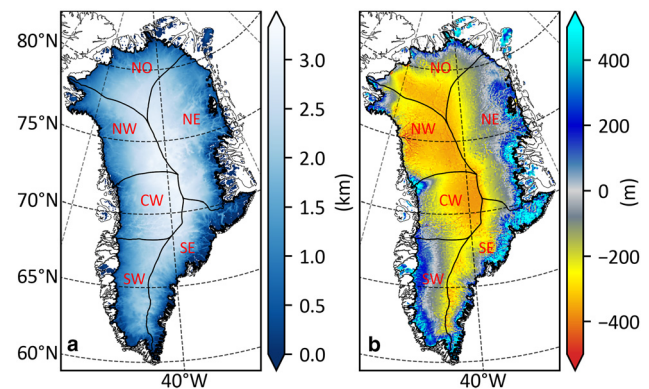 80°N
75°N
70°N
65°N
60°N
40°W
NO
NW
NE
CW
SW
SE
a
3.0
2.5
2.0
1.5
1.0
0.5
0.0
(km)
NO
NW
NE
CW
SW
SE
b
40°W
400
200
0
−200
−400
(m)